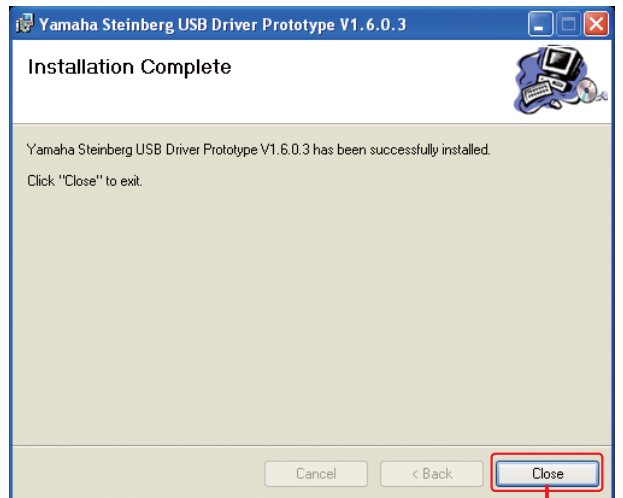 Yamaha Steinberg USB Driver Prototype V1.6.0.3
Installation Complete
Yamaha Steinberg USB Driver Prototype V1.6.0.3 has been successfully installed.
Click "Close" to exit.
Cancel
< Back
Close